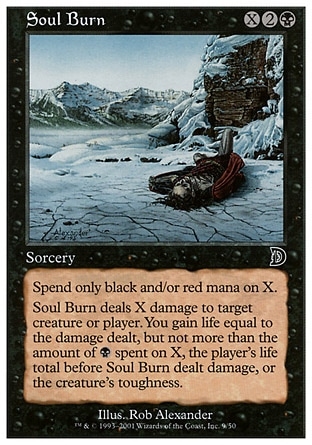 Soul Burn X 2
Alexander
Sorcery
Spend only black and/or red mana on X.
Soul Burn deals X damage to target
creature or player. You gain life equal to
the damage dealt, but not more than the
amount of spent on X, the player's life
total before Soul Burn dealt damage, or
the creature's toughness.
Illus. Rob Alexander
™ & © 1993-2001 Wizards of the Coast, Inc. 9/50